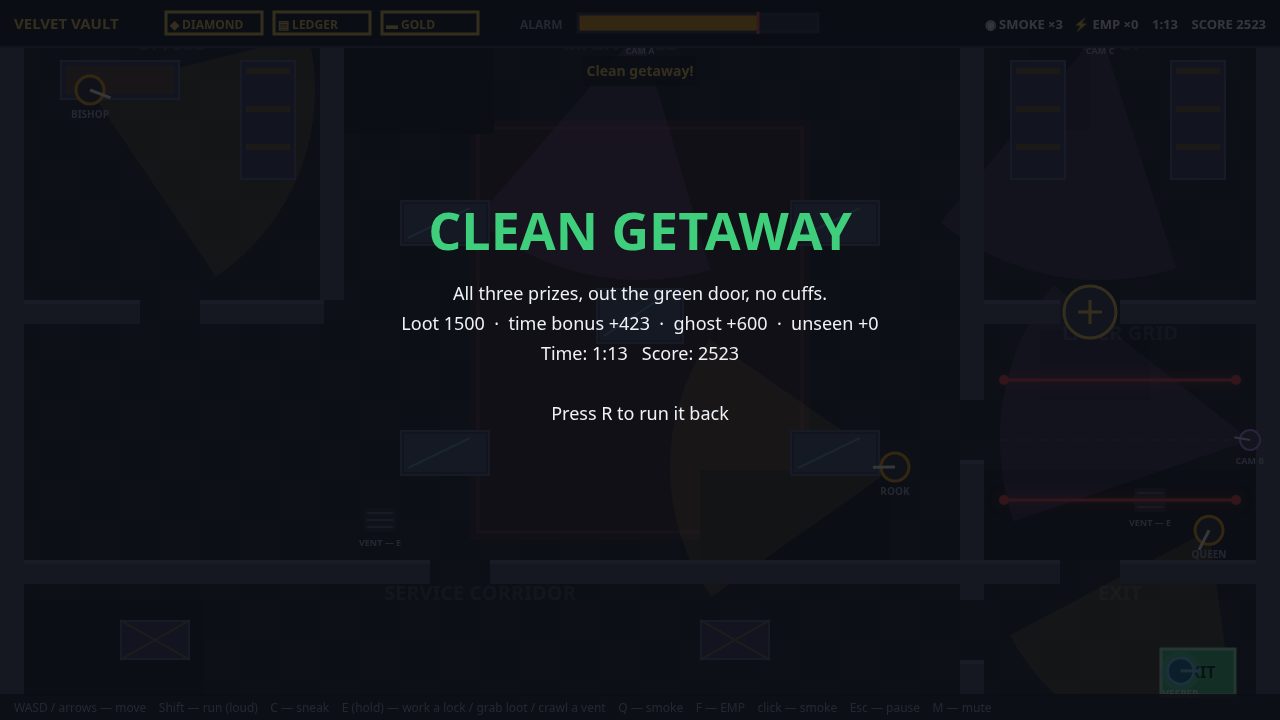 VELVET VAULT ◆ DIAMOND ▤ LEDGER ▬ GOLD ALARM ◉ SMOKE ×3 ⚡ EMP ×0 1:13 SCORE 2523
CAM A CAM C
Clean getaway!
BISHOP
CLEAN GETAWAY
All three prizes, out the green door, no cuffs.
Loot 1500 · time bonus +423 · ghost +600 · unseen +0
Time: 1:13 Score: 2523
Press R to run it back
GRID
CAM B
ROOK
VENT — E
VENT — E
QUEEN
SERVICE CORRIDOR EXIT
WASD / arrows — move Shift — run (loud) C — sneak E (hold) — work a lock / grab loot / crawl a vent Q — smoke F — EMP click — smoke Esc — pause M — mute